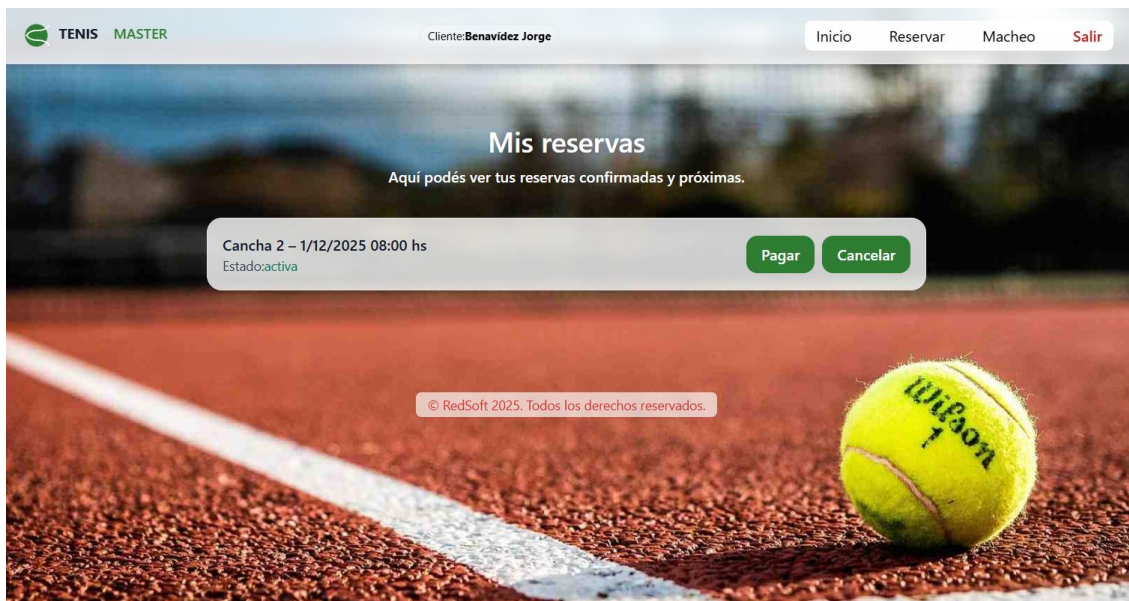 TENIS MASTER
Cliente:Benavídez Jorge
Inicio Reservar Macheo Salir
Mis reservas
Aquí podés ver tus reservas confirmadas y próximas.
Cancha 2 – 1/12/2025 08:00 hs
Estado:activa
Pagar Cancelar
Wilson
1
© RedSoft 2025. Todos los derechos reservados.